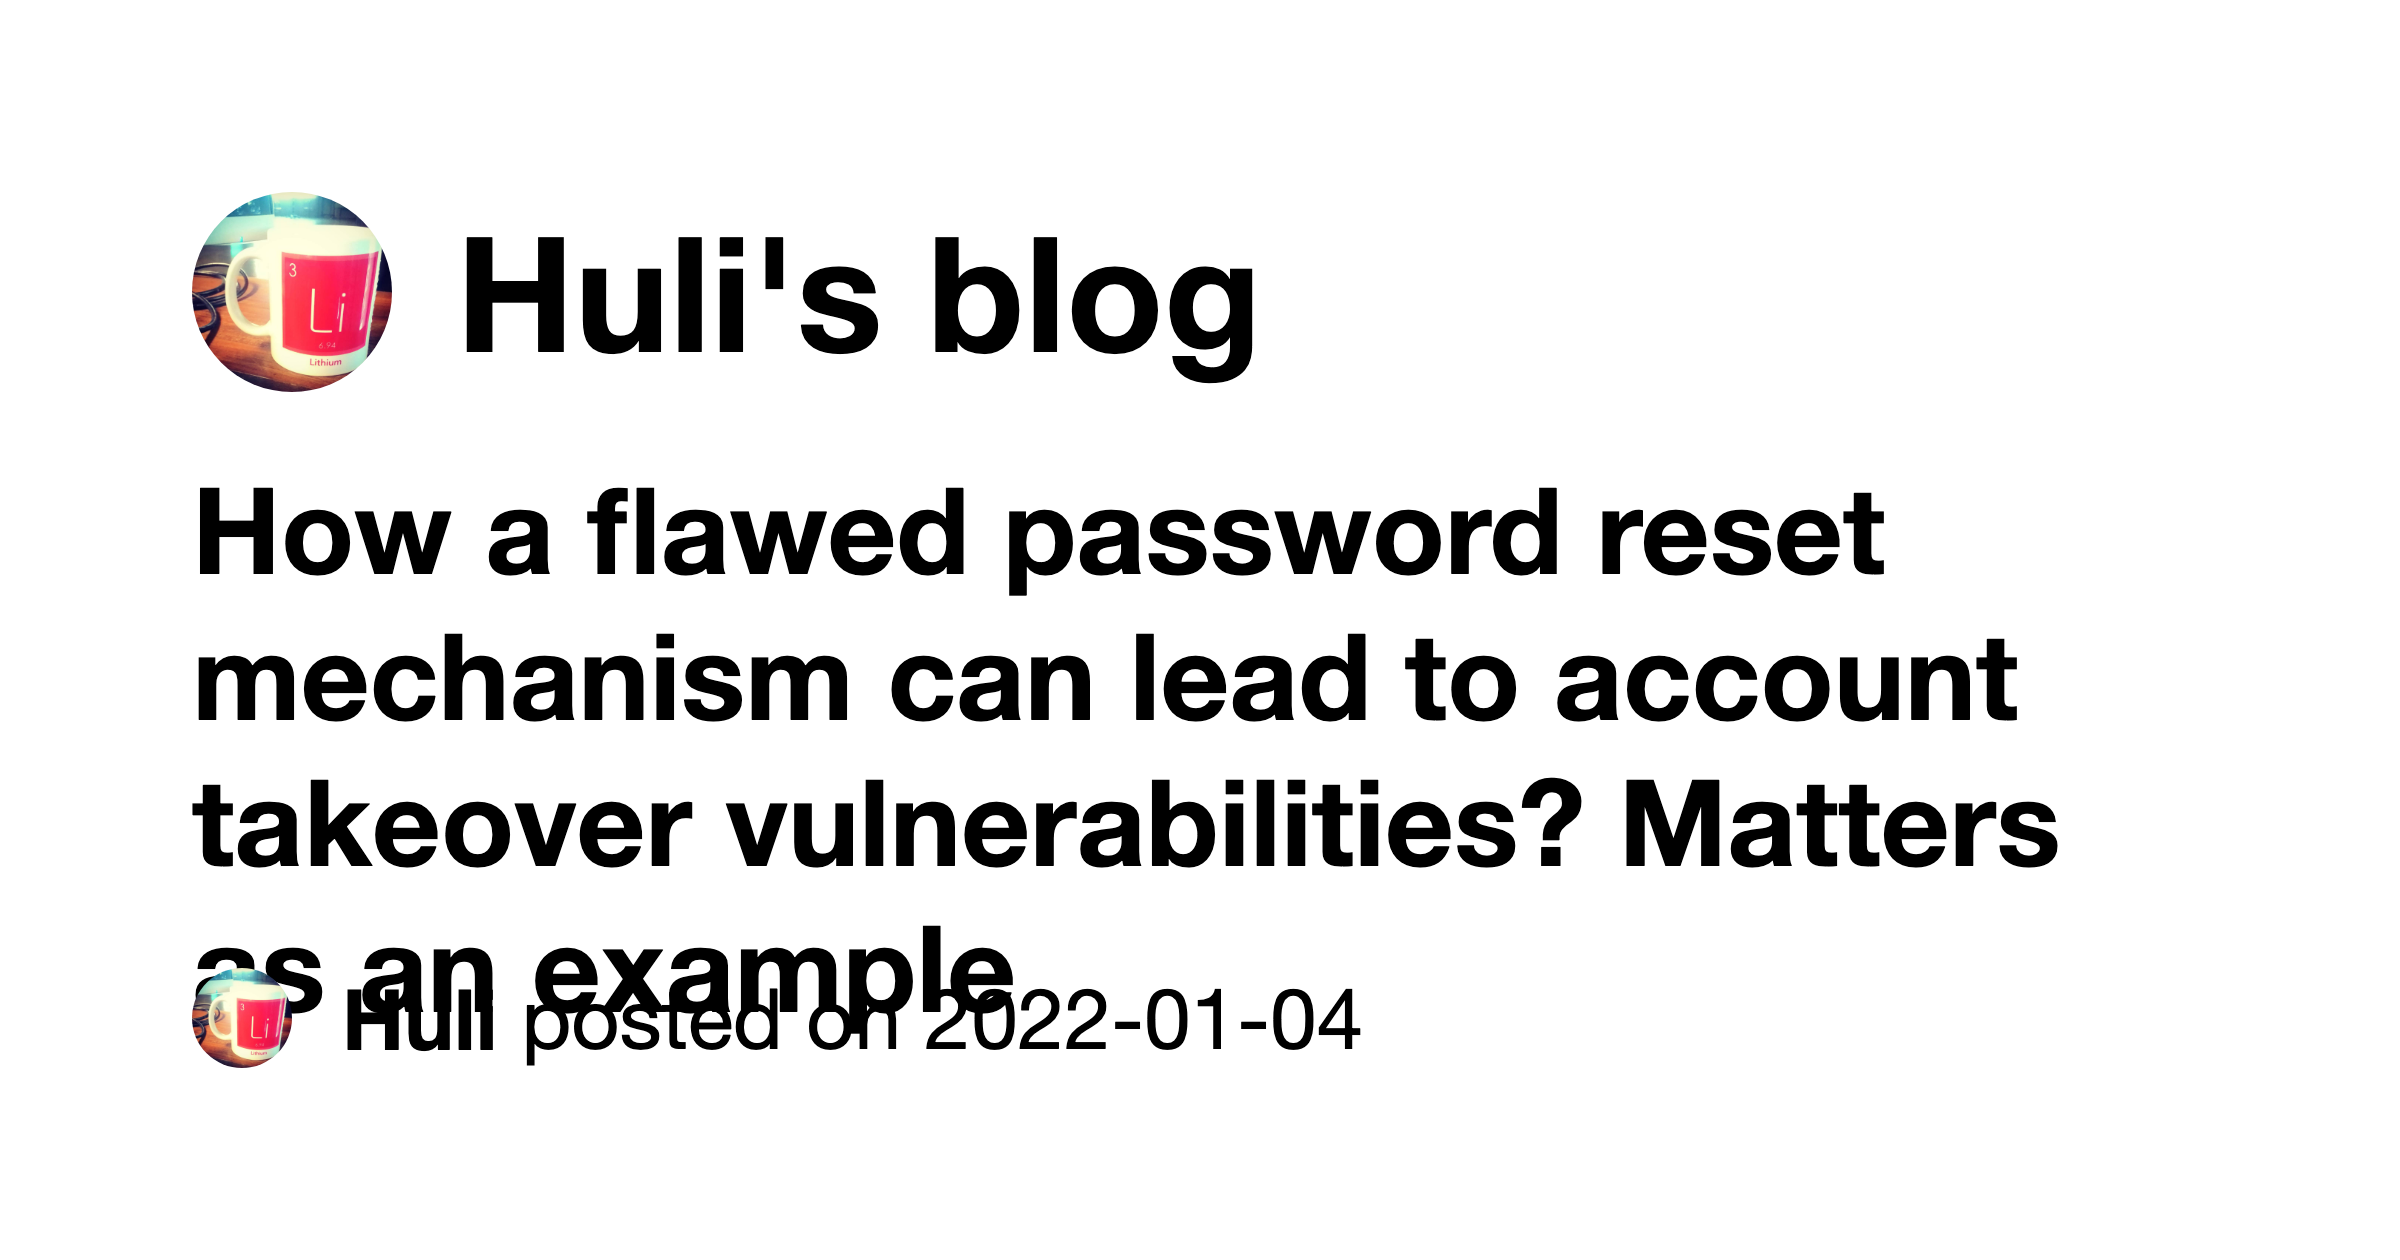 3
Li
6.94
Lithium
Huli's blog
How a flawed password reset
mechanism can lead to account
takeover vulnerabilities? Matters
as an example
3
Li
Lithium
Huli posted on 2022-01-04